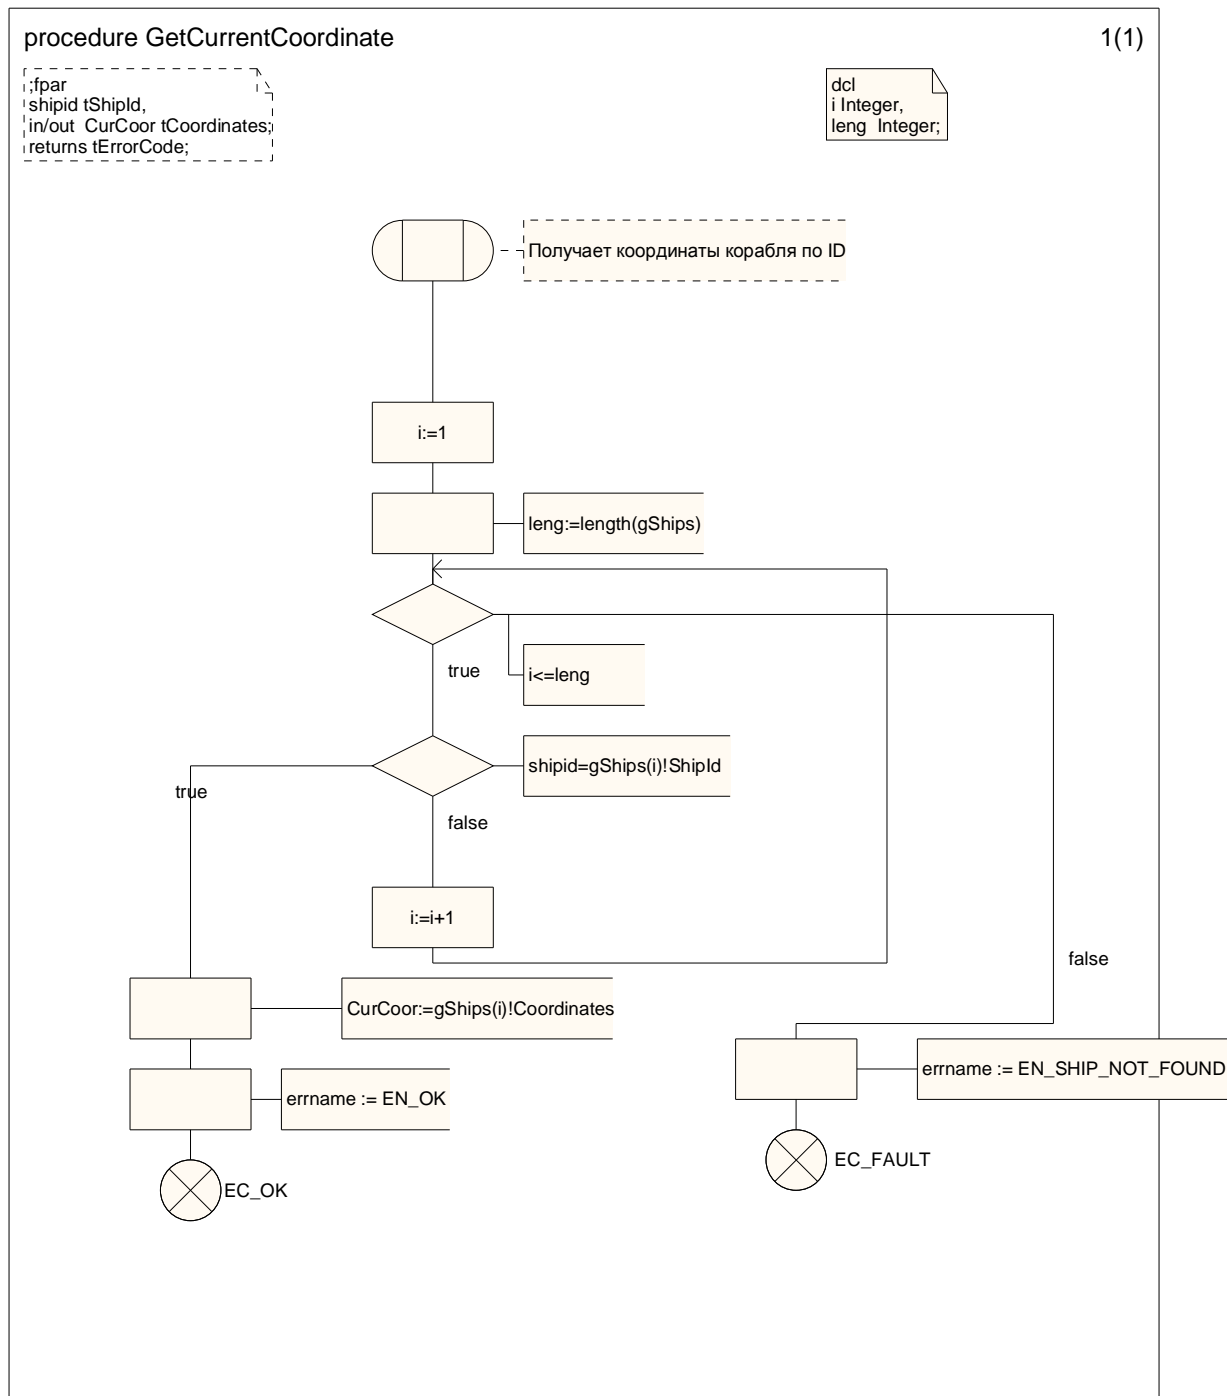 procedure GetCurrentCoordinate
1(1)
;fpar
shipid tShipId,
in/out  CurCoor tCoordinates;
returns tErrorCode;
dcl
i Integer,
leng  Integer;
Получает координаты корабля по ID
i:=1
leng:=length(gShips)
true
i<=leng
shipid=gShips(i)!ShipId
true
false
i:=i+1
false
CurCoor:=gShips(i)!Coordinates
errname := EN_SHIP_NOT_FOUND
errname := EN_OK
EC_FAULT
EC_OK